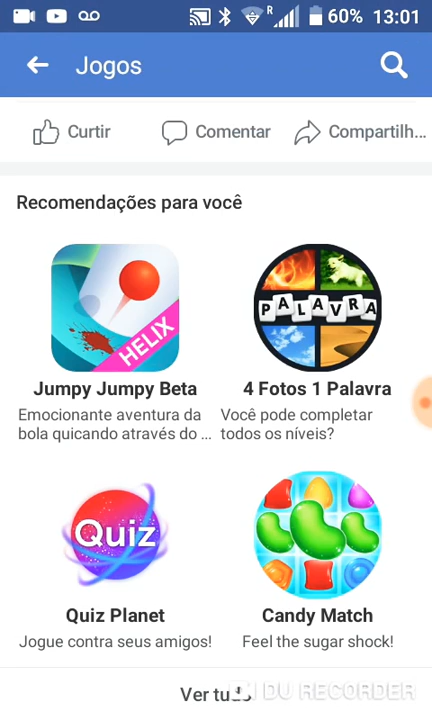 R 60% 13:01
Jogos
Curtir Comentar Compartilh...
Recomendações para você
HELIX
PALAVRA
Jumpy Jumpy Beta 4 Fotos 1 Palavra
Emocionante aventura da Você pode completar
bola quicando através do ... todos os níveis?
Quiz
Quiz Planet Candy Match
Jogue contra seus amigos! Feel the sugar shock!
Ver tudo DU RECORDER